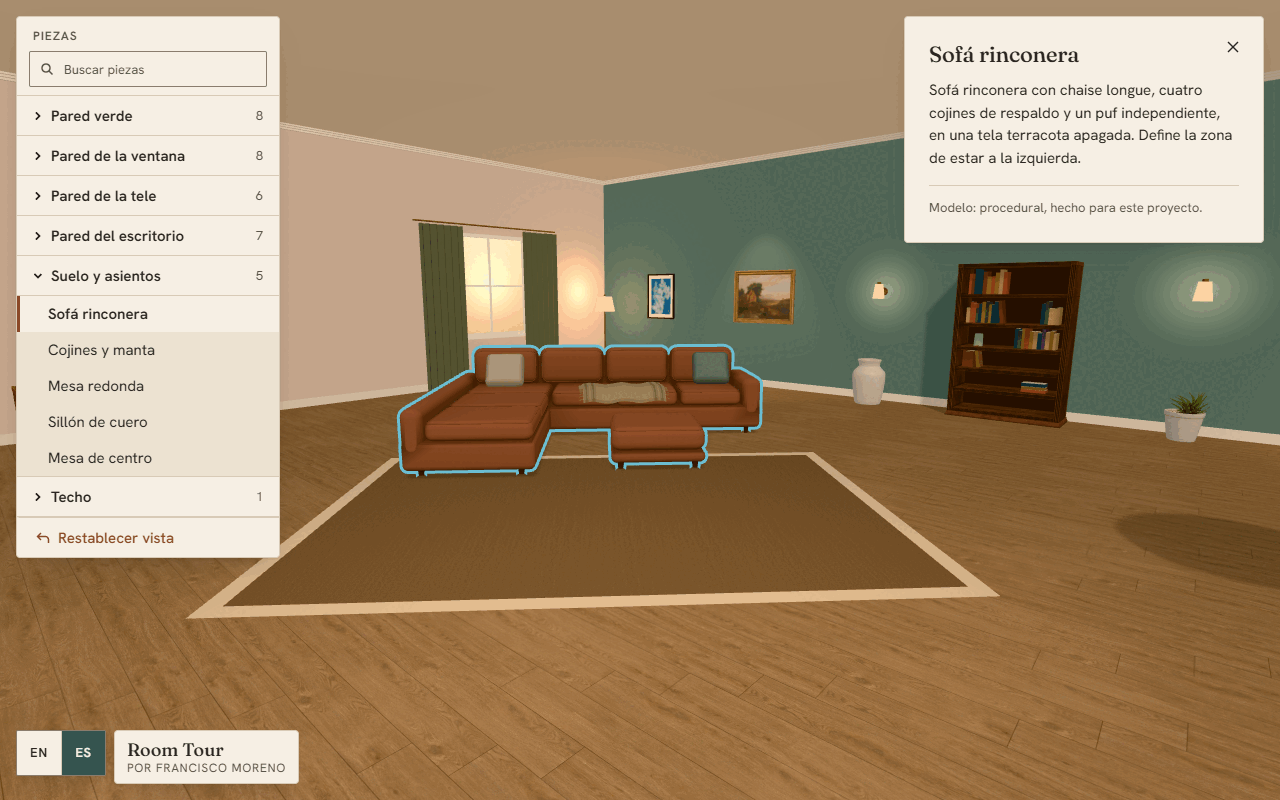 PIEZAS
Buscar piezas
Pared verde 8
Pared de la ventana 8
Pared de la tele 6
Pared del escritorio 7
Suelo y asientos 5
Sofá rinconera
Cojines y manta
Mesa redonda
Sillón de cuero
Mesa de centro
Techo 1
Restablecer vista
Sofá rinconera
Sofá rinconera con chaise longue, cuatro
cojines de respaldo y un puf independiente,
en una tela terracota apagada. Define la zona
de estar a la izquierda.
Modelo: procedural, hecho para este proyecto.
EN ES
Room Tour
POR FRANCISCO MORENO